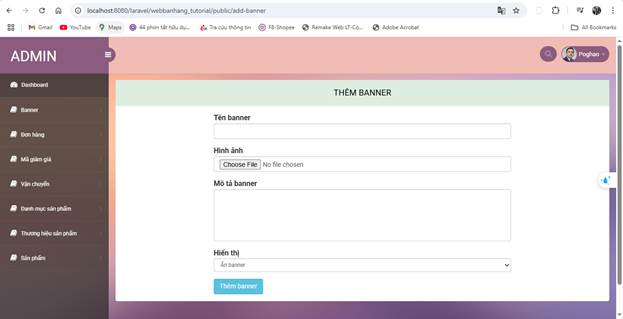 localhost:8080/laravel/webbanhang_tutorial/public/add-banner
Gmail
YouTube
Maps
44 phím tắt hữu dụ...
Tra cứu thông tin
F8-Shopee
Remake Web LT-Cô...
Adobe Acrobat
All Bookmarks
ADMIN
Poghao
Dashboard
Banner
Đơn hàng
Mã giảm giá
Vận chuyển
Danh mục sản phẩm
Thương hiệu sản phẩm
Sản phẩm
THÊM BANNER
Tên banner
Hình ảnh
Choose File No file chosen
Mô tả banner
Hiển thị
Ẩn banner
Thêm banner